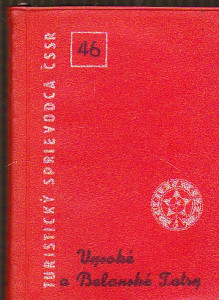 TURISTICKÝ SPRIEVODCA ČSSR
46
Vysoké
a Belanské Tatry